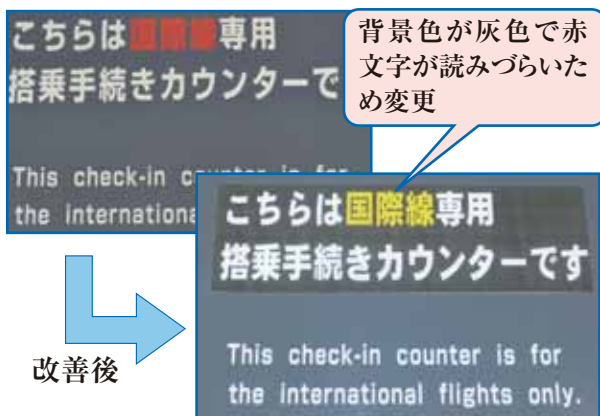 こちらは国際線専用
搭乗手続きカウンターで
This check-in counter is for
the internationa
背景色が灰色で赤
文字が読みづらいた
め変更
改善後
こちらは国際線専用
搭乗手続きカウンターです
This check-in counter is for
the international flights only.